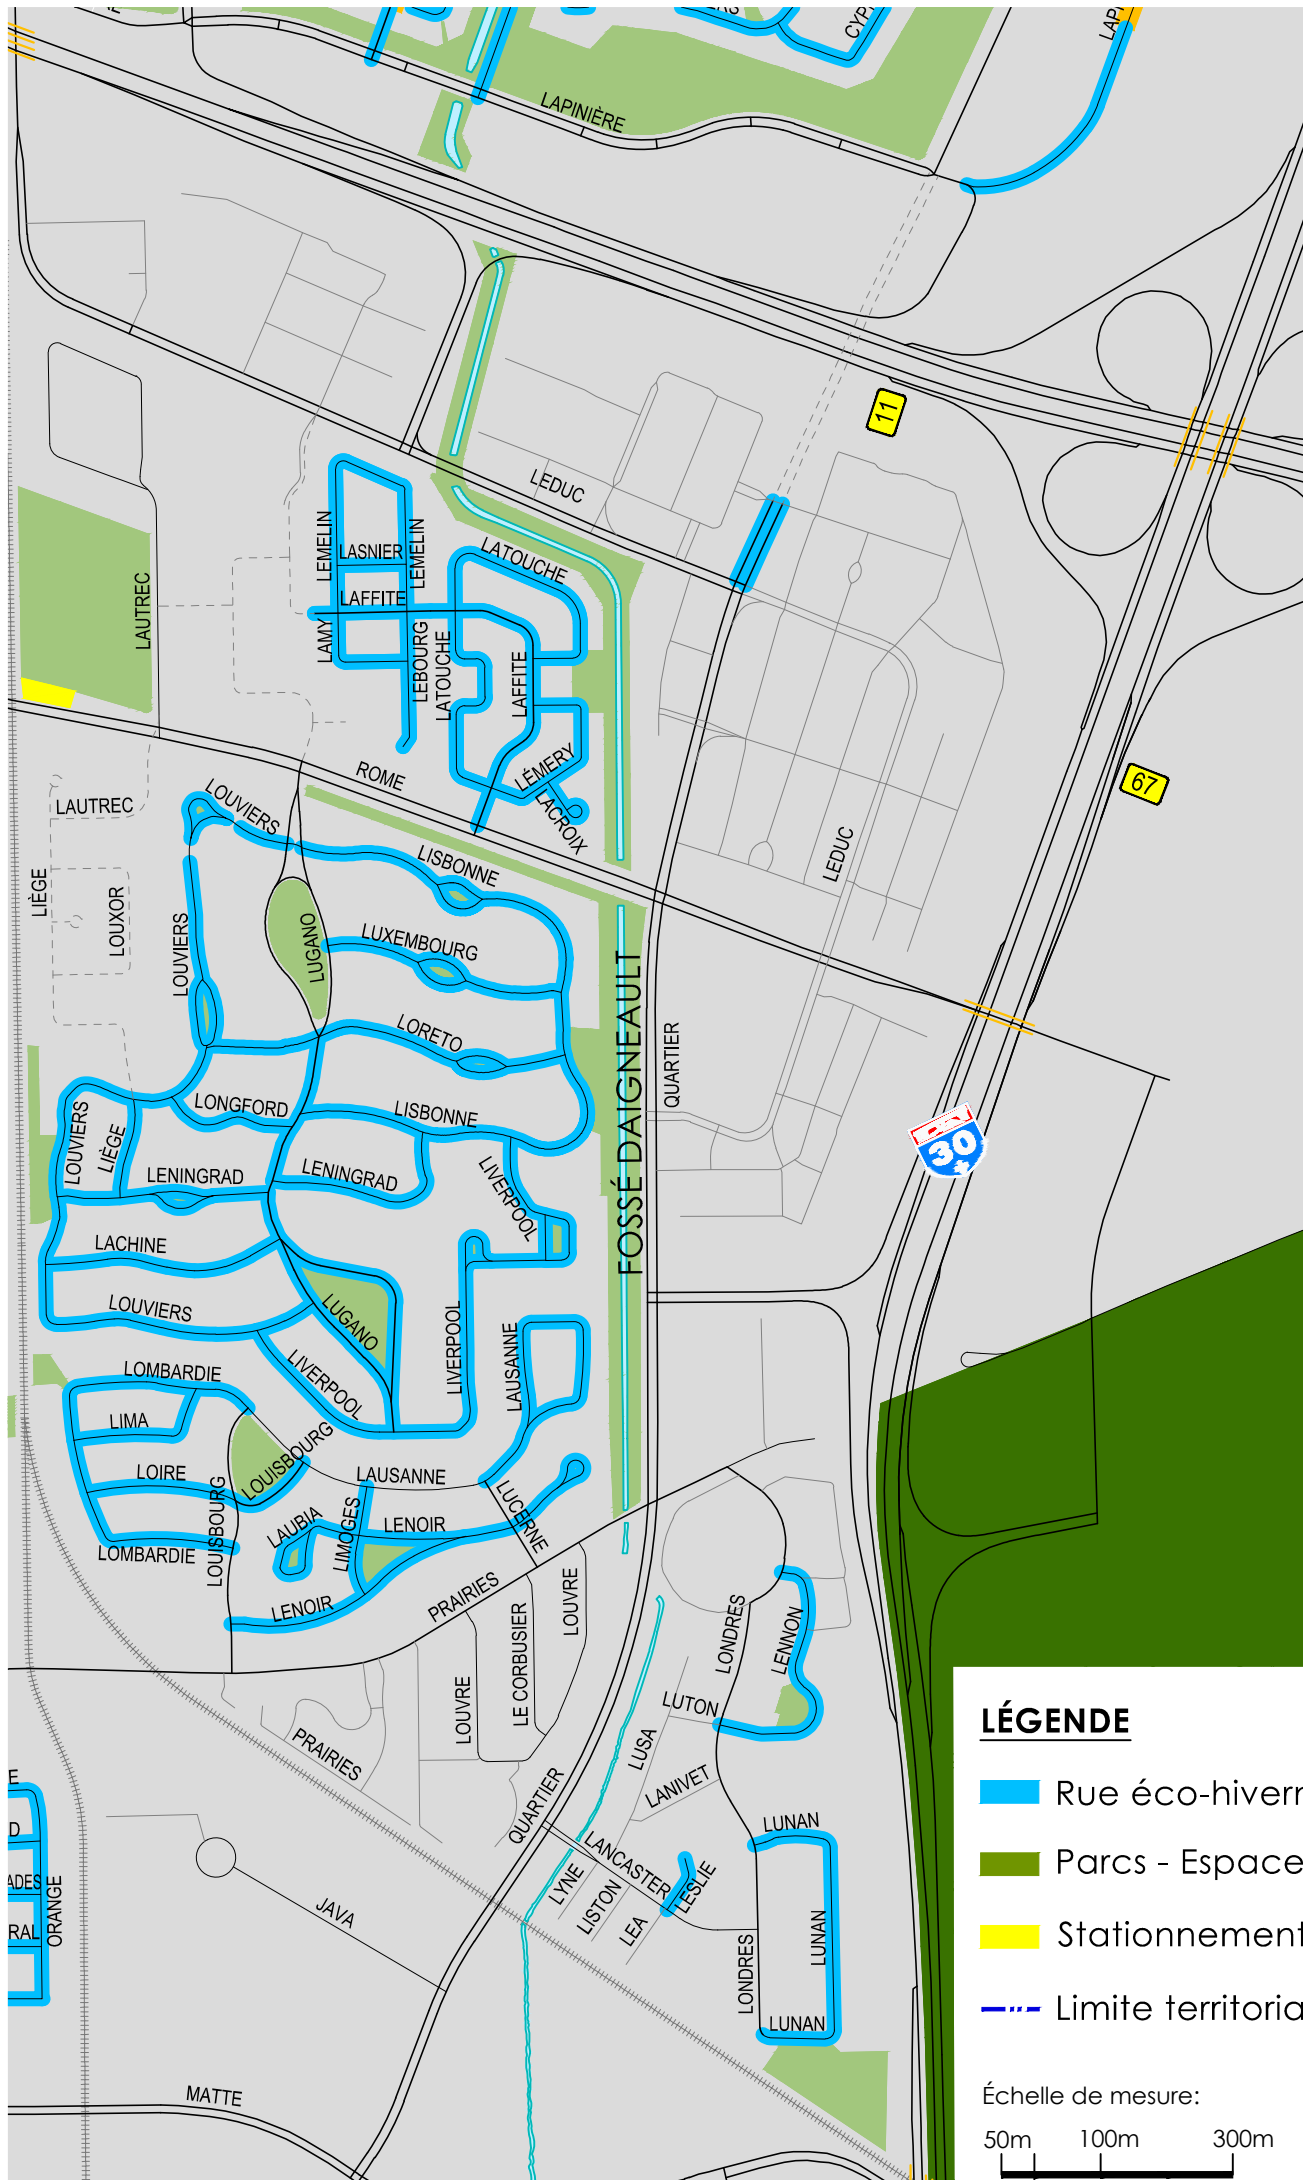 LAPINIÈRE
11
LEDUC
LEMELIN
LASNIER
LEMELIN
LATOUCHE
LAUTREC
LAFFITE
LAMY
LEBOURG
LATOUCHE
LAFFITE
ROME
LÉMERY
LACROIX
67
LAUTREC
LOUVIERS
LISBONNE
LEDUC
LIÈGE
LOUXOR
LOUVIERS
LUGANO
LUXEMBOURG
FOSSÉ DAIGNEAULT
LORETO
QUARTIER
LOUVIERS
LONGFORD
LISBONNE
LIÈGE
30
LENINGRAD
LENINGRAD
LIVERPOOL
LACHINE
LOUVIERS
LUGANO
LIVERPOOL
LAUSANNE
LOMBARDIE
LIVERPOOL
LIMA
LOIRE
LOUISBOURG
LAUSANNE
LOUISBOURG
LAUBIA
LIMOGES
LENOIR
LUCERNE
LOMBARDIE
LENOIR
PRAIRIES
LOUVRE
LE CORBUSIER
LOUVRE
LONDRES
LENNON
LUTON
LUSA
PRAIRIES
LANIVET
QUARTIER
LANCASTER
LUNAN
LYNE
LISTON
LEA
LESLIE
LUNAN
LONDRES
LUNAN
E
D
ADES
RAL
ORANGE
JAVA
MATTE
LÉGENDE
Rue éco-hivern
Parcs - Espace
Stationnement
Limite territoria
Échelle de mesure:
50m 100m 300m